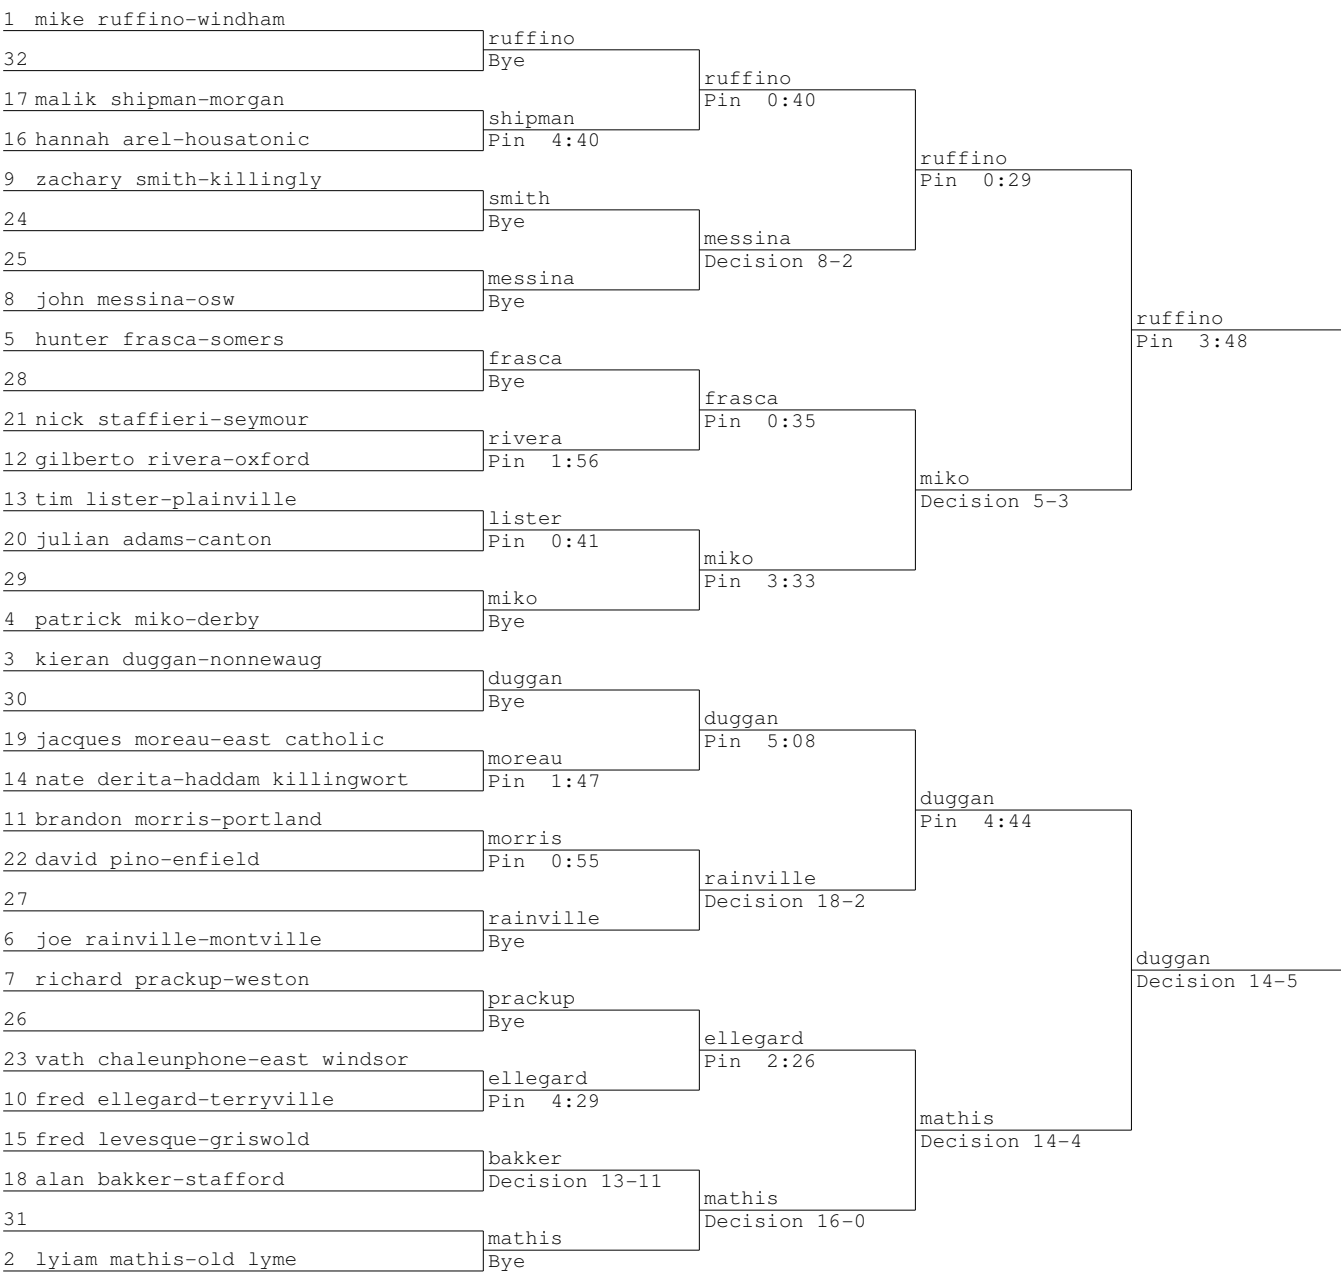 1 mike ruffino-windham
32
17 malik shipman-morgan
16 hannah arel-housatonic
9 zachary smith-killingly
24
25
8 john messina-osw
5 hunter frasca-somers
28
21 nick staffieri-seymour
12 gilberto rivera-oxford
13 tim lister-plainville
20 julian adams-canton
29
4 patrick miko-derby
3 kieran duggan-nonnewaug
30
19 jacques moreau-east catholic
14 nate derita-haddam killingwort
11 brandon morris-portland
22 david pino-enfield
27
6 joe rainville-montville
7 richard prackup-weston
26
23 vath chaleunphone-east windsor
10 fred ellegard-terryville
15 fred levesque-griswold
18 alan bakker-stafford
31
2 lyiam mathis-old lyme
ruffino
Bye
shipman
Pin 4:40
smith
Bye
messina
Bye
frasca
Bye
rivera
Pin 1:56
lister
Pin 0:41
miko
Bye
duggan
Bye
moreau
Pin 1:47
morris
Pin 0:55
rainville
Bye
prackup
Bye
ellegard
Pin 4:29
bakker
Decision 13-11
mathis
Bye
ruffino
Pin 0:40
messina
Decision 8-2
frasca
Pin 0:35
miko
Pin 3:33
duggan
Pin 5:08
rainville
Decision 18-2
ellegard
Pin 2:26
mathis
Decision 16-0
ruffino
Pin 0:29
miko
Decision 5-3
duggan
Pin 4:44
mathis
Decision 14-4
ruffino
Pin 3:48
duggan
Decision 14-5